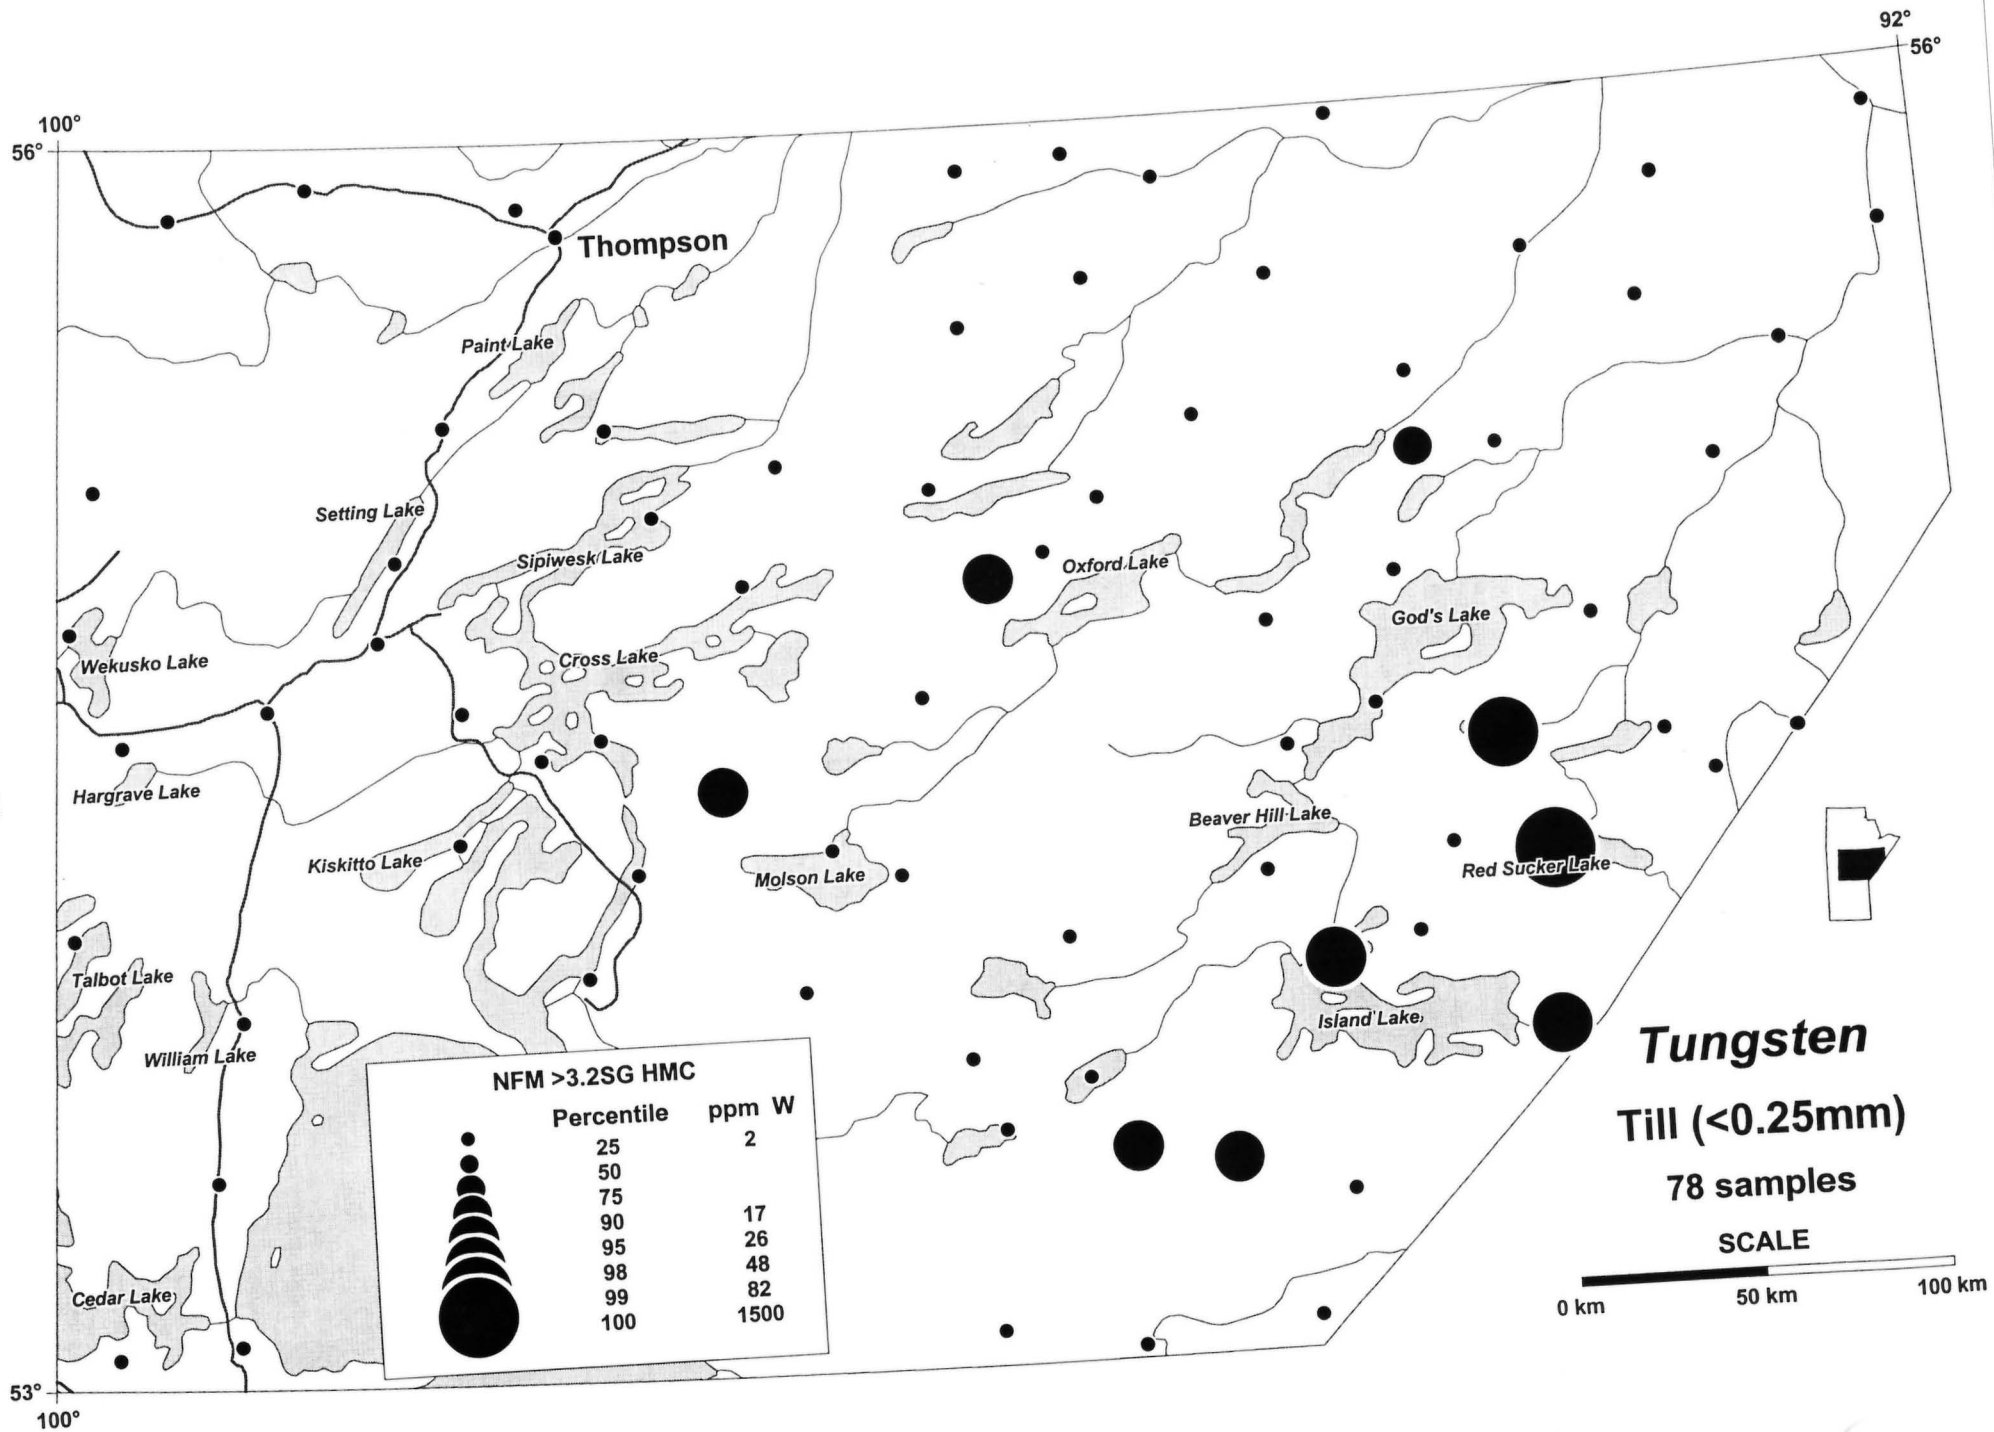 92°
56°
100°
56°
Thompson
Paint Lake
Setting Lake
Sipiwesk Lake
Oxford Lake
God's Lake
Cross Lake
Wekusko Lake
Hargrave Lake
Beaver Hill Lake
Kiskitto Lake
Molson Lake
Red Sucker Lake
Talbot Lake
Island Lake
William Lake
Cedar Lake
NFM >3.2SG HMC
Percentile ppm W
25 2
50
75
90 17
95 26
98 48
99 82
100 1500
Tungsten
Till (<0.25mm)
78 samples
SCALE
0 km 50 km 100 km
53°
100°